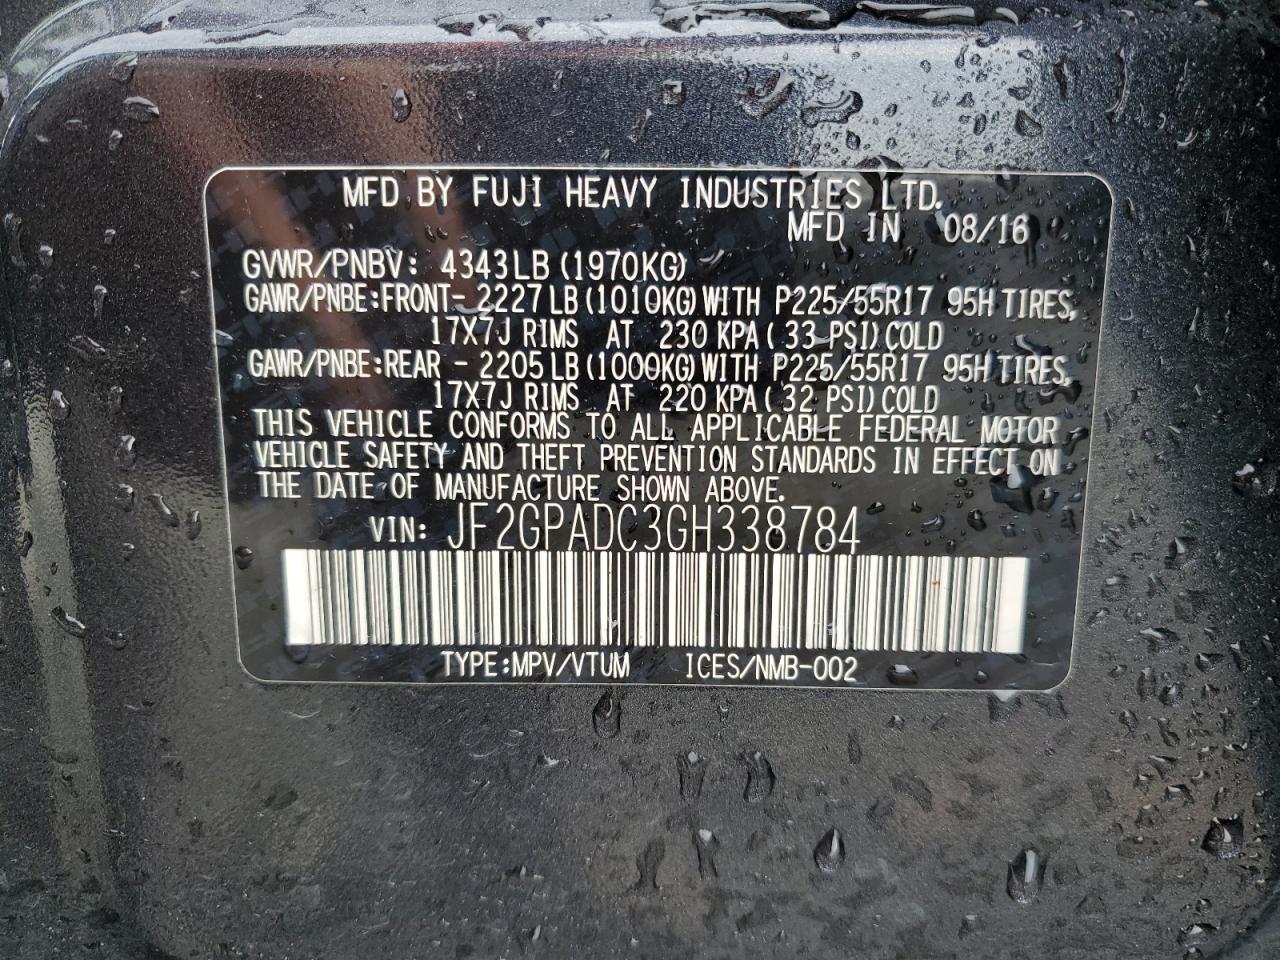 MFD BY FUJI HEAVY INDUSTRIES LTD.
MFD IN 08/16
GVWR/PNBV: 4343LB(1970KG)
GAWR/PNBE:FRONT- 2227LB(1010KG)WITH P225/55R17 95H TIRES,
17X7J RIMS AT 230 KPA( 33 PSI)COLD
GAWR/PNBE:REAR - 2205LB(1000KG)WITH P225/55R17 95H TIRES,
17X7J RIMS AT 220 KPA( 32 PSI)COLD
THIS VEHICLE CONFORMS TO ALL APPLICABLE FEDERAL MOTOR
VEHICLE SAFETY AND THEFT PREVENTION STANDARDS IN EFFECT ON
THE DATE OF MANUFACTURE SHOWN ABOVE.
VIN: JF2GPADC3GH338784
TYPE:MPV/VTUM ICES/NMB-002